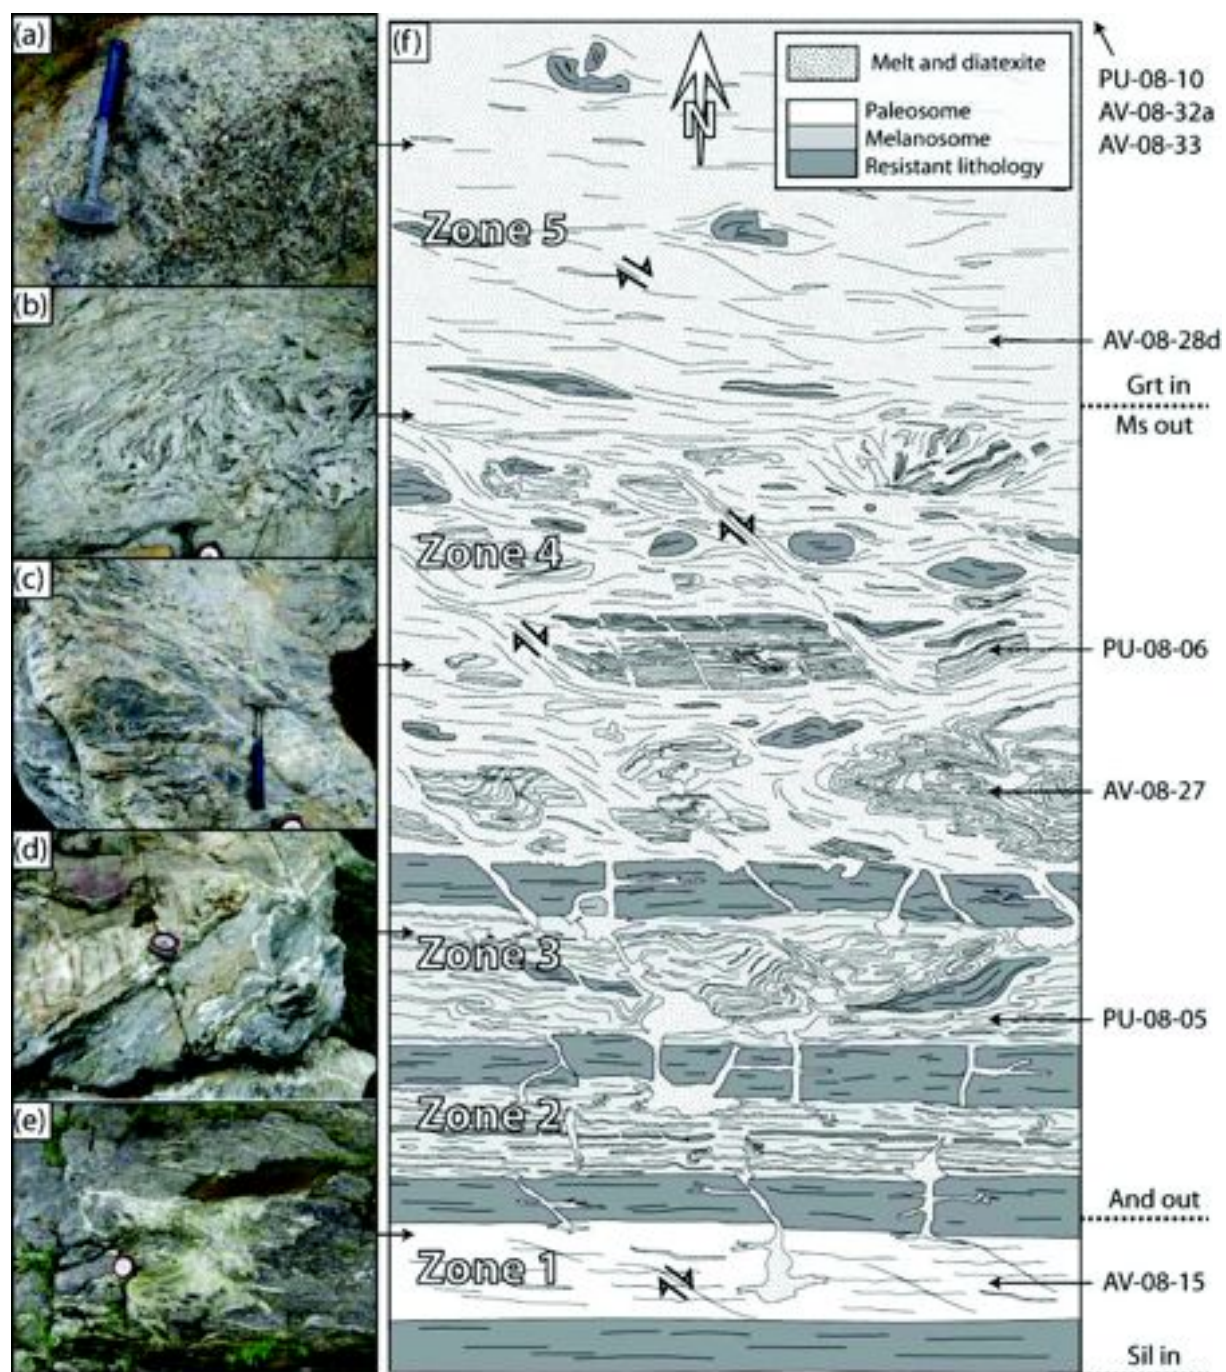 (a)
(b)
(c)
(d)
(e)
(f)
N
Melt and diatexite
Paleosome
Melanosome
Resistant lithology
PU-08-10
AV-08-32a
AV-08-33
Zone 5
AV-08-28d
Grt in
Ms out
Zone 4
PU-08-06
AV-08-27
Zone 3
PU-08-05
Zone 2
And out
Zone 1
AV-08-15
Sil in